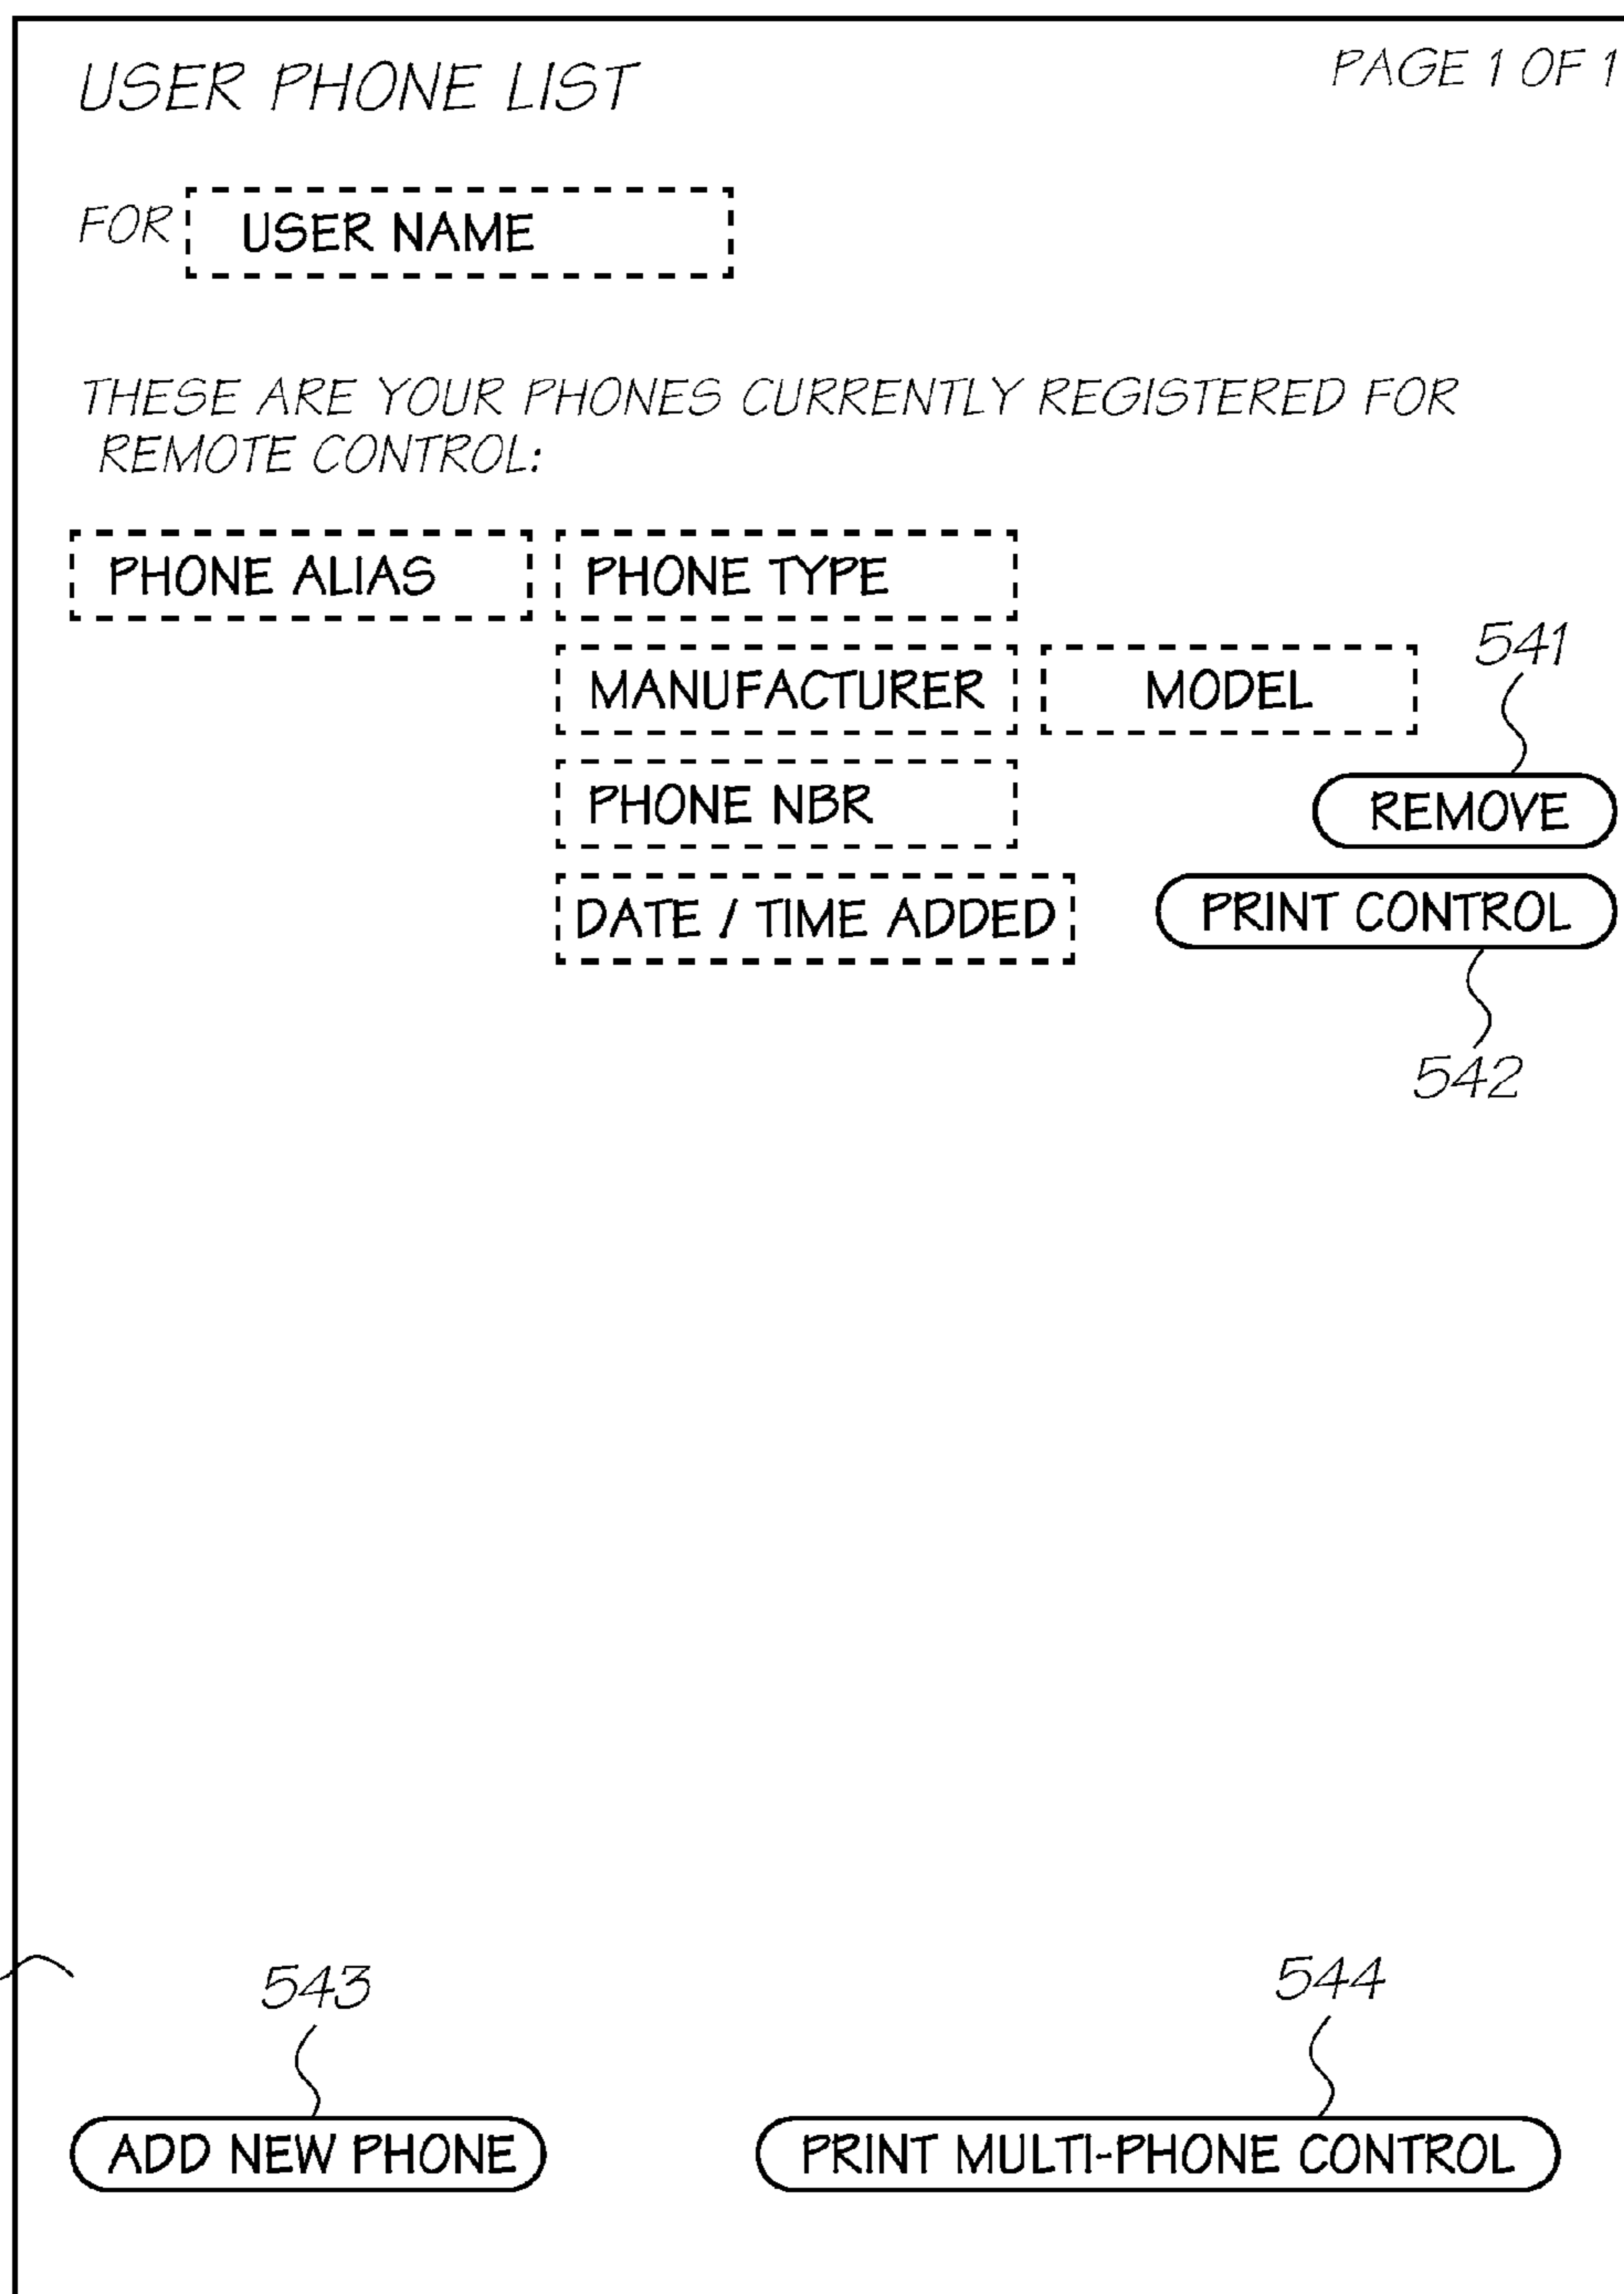 USER PHONE LIST
PAGE 1 OF 1
FOR USER NAME
THESE ARE YOUR PHONES CURRENTLY REGISTERED FOR
REMOTE CONTROL:
PHONE ALIAS PHONE TYPE
MANUFACTURER MODEL
541
PHONE NBR
REMOVE
DATE / TIME ADDED
PRINT CONTROL
542
543
544
ADD NEW PHONE
PRINT MULTI-PHONE CONTROL